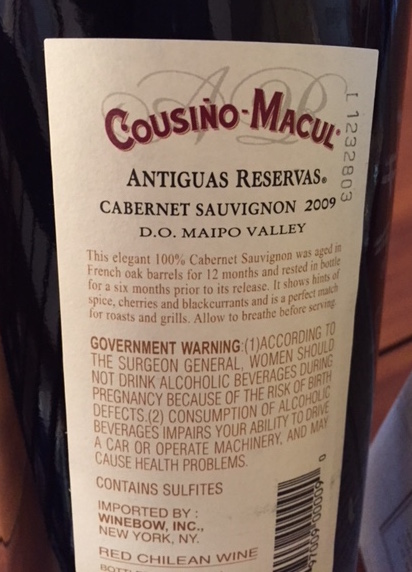 COUSIÑO-MACUL
L 1232803
ANTIGUAS RESERVAS®
CABERNET SAUVIGNON 2009
D.O. MAIPO VALLEY
This elegant 100% Cabernet Sauvignon was aged in
French oak barrels for 12 months and rested in bottle
for a six months prior to its release. It shows hints of
spice, cherries and blackcurrants and is a perfect match
for roasts and grills. Allow to breathe before serving.
GOVERNMENT WARNING:(1)ACCORDING TO
THE SURGEON GENERAL, WOMEN SHOULD
NOT DRINK ALCOHOLIC BEVERAGES DURING
PREGNANCY BECAUSE OF THE RISK OF BIRTH
DEFECTS.(2) CONSUMPTION OF ALCOHOLIC
BEVERAGES IMPAIRS YOUR ABILITY TO DRIVE
A CAR OR OPERATE MACHINERY, AND MAY
CAUSE HEALTH PROBLEMS.
CONTAINS SULFITES
IMPORTED BY :
WINEBOW, INC.,
NEW YORK, NY.
RED CHILEAN WINE